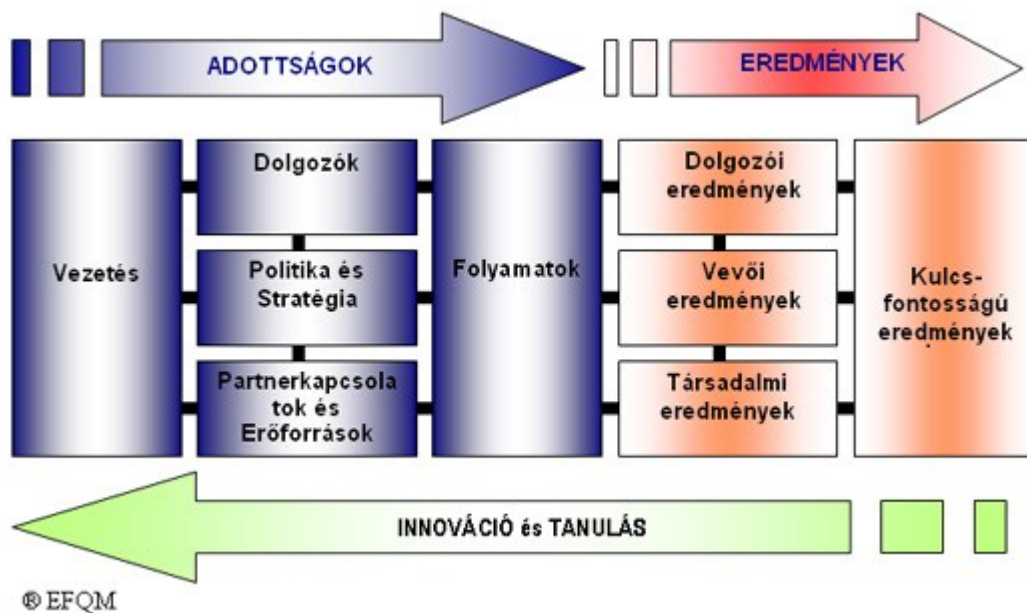 ADOTTSÁGOK
EREDMÉNYEK
Vezetés
Dolgozók
Politika és
Stratégia
Partnerkapcsola
tok és
Erőforrások
Folyamatok
Dolgozói
eredmények
Vevői
eredmények
Társadalmi
eredmények
Kulcs-
fontosságú
eredmények
INNOVÁCIÓ és TANULÁS
® EFQM